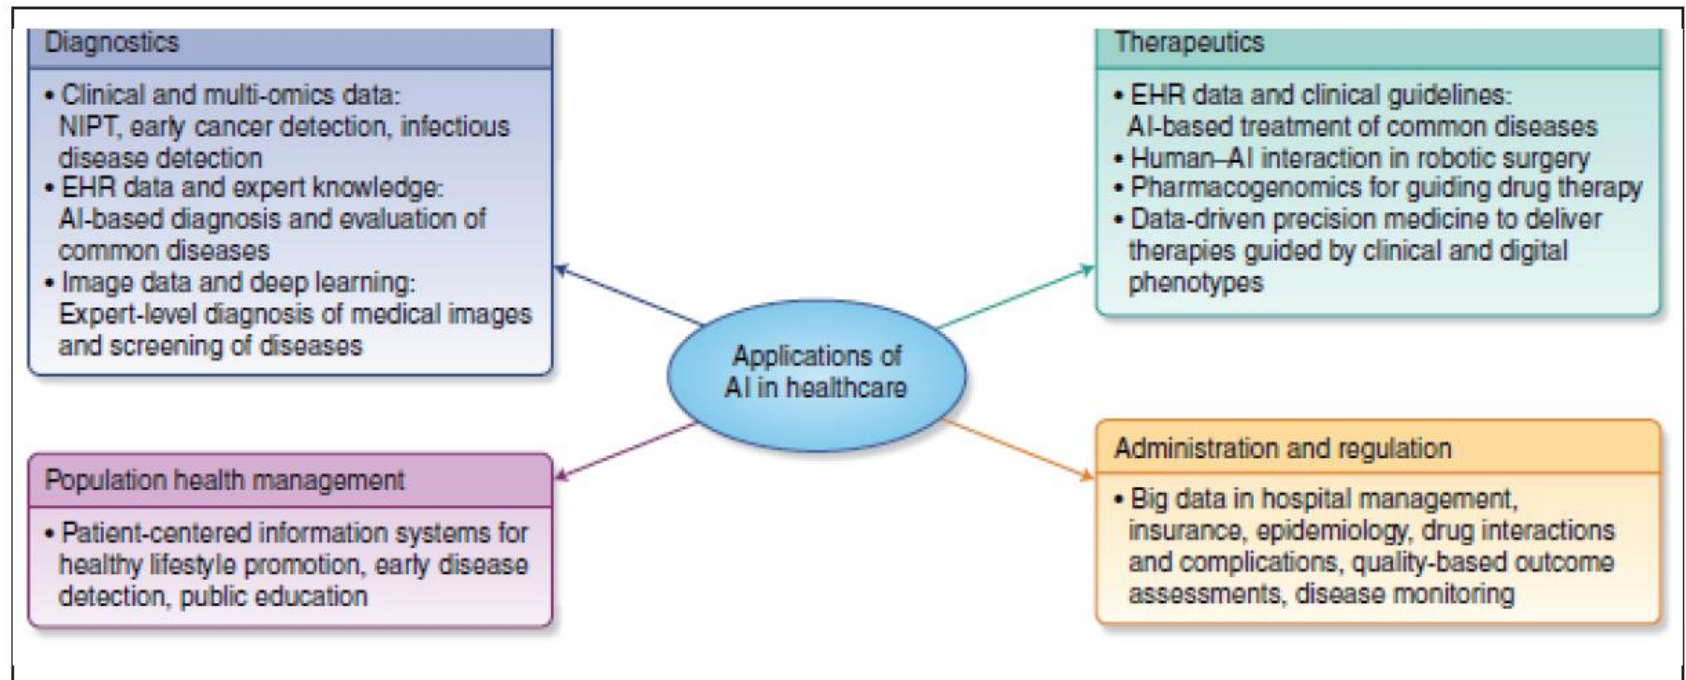 Diagnostics
• Clinical and multi-omics data:
NIPT, early cancer detection, infectious
disease detection
• EHR data and expert knowledge:
AI-based diagnosis and evaluation of
common diseases
• Image data and deep learning:
Expert-level diagnosis of medical images
and screening of diseases
Therapeutics
• EHR data and clinical guidelines:
AI-based treatment of common diseases
• Human–AI interaction in robotic surgery
• Pharmacogenomics for guiding drug therapy
• Data-driven precision medicine to deliver
therapies guided by clinical and digital
phenotypes
Applications of
AI in healthcare
Population health management
• Patient-centered information systems for
healthy lifestyle promotion, early disease
detection, public education
Administration and regulation
• Big data in hospital management,
insurance, epidemiology, drug interactions
and complications, quality-based outcome
assessments, disease monitoring